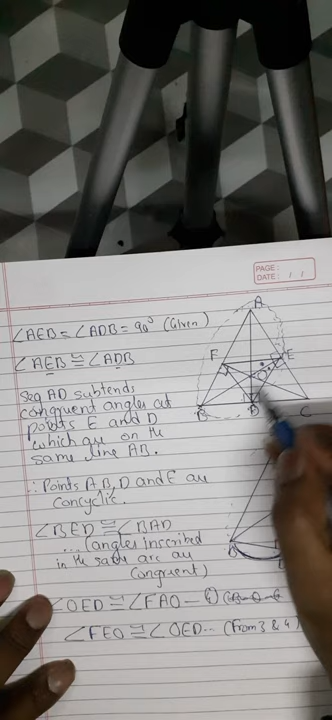 PAGE:
DATE: / /
∠AEB = ∠ADB = 90° (Given)
∠AEB ≅ ∠ADB
Seg AD subtends
congruent angles at
points E and D
which are on the
same line AB.
∴ Points A, B, D and E are
concyclic.
∠BED ≅ ∠BAD
... (angles inscribed
in the same arc are
congruent)
∠OED ≅ ∠FAO – ④
∠FEO ≅ ∠OED... (from 3 & 4)
A
F E
B D C
O
B